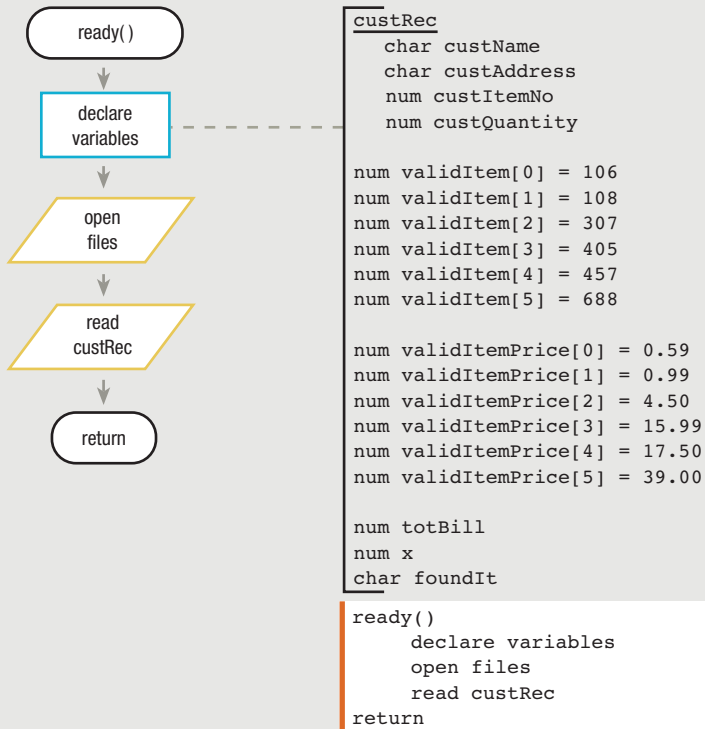 ready( )
declare
variables
open
files
read
custRec
return
custRec
char custName
char custAddress
num custItemNo
num custQuantity
num validItem[0] = 106
num validItem[1] = 108
num validItem[2] = 307
num validItem[3] = 405
num validItem[4] = 457
num validItem[5] = 688
num validItemPrice[0] = 0.59
num validItemPrice[1] = 0.99
num validItemPrice[2] = 4.50
num validItemPrice[3] = 15.99
num validItemPrice[4] = 17.50
num validItemPrice[5] = 39.00
num totBill
num x
char foundIt
ready()
declare variables
open files
read custRec
return